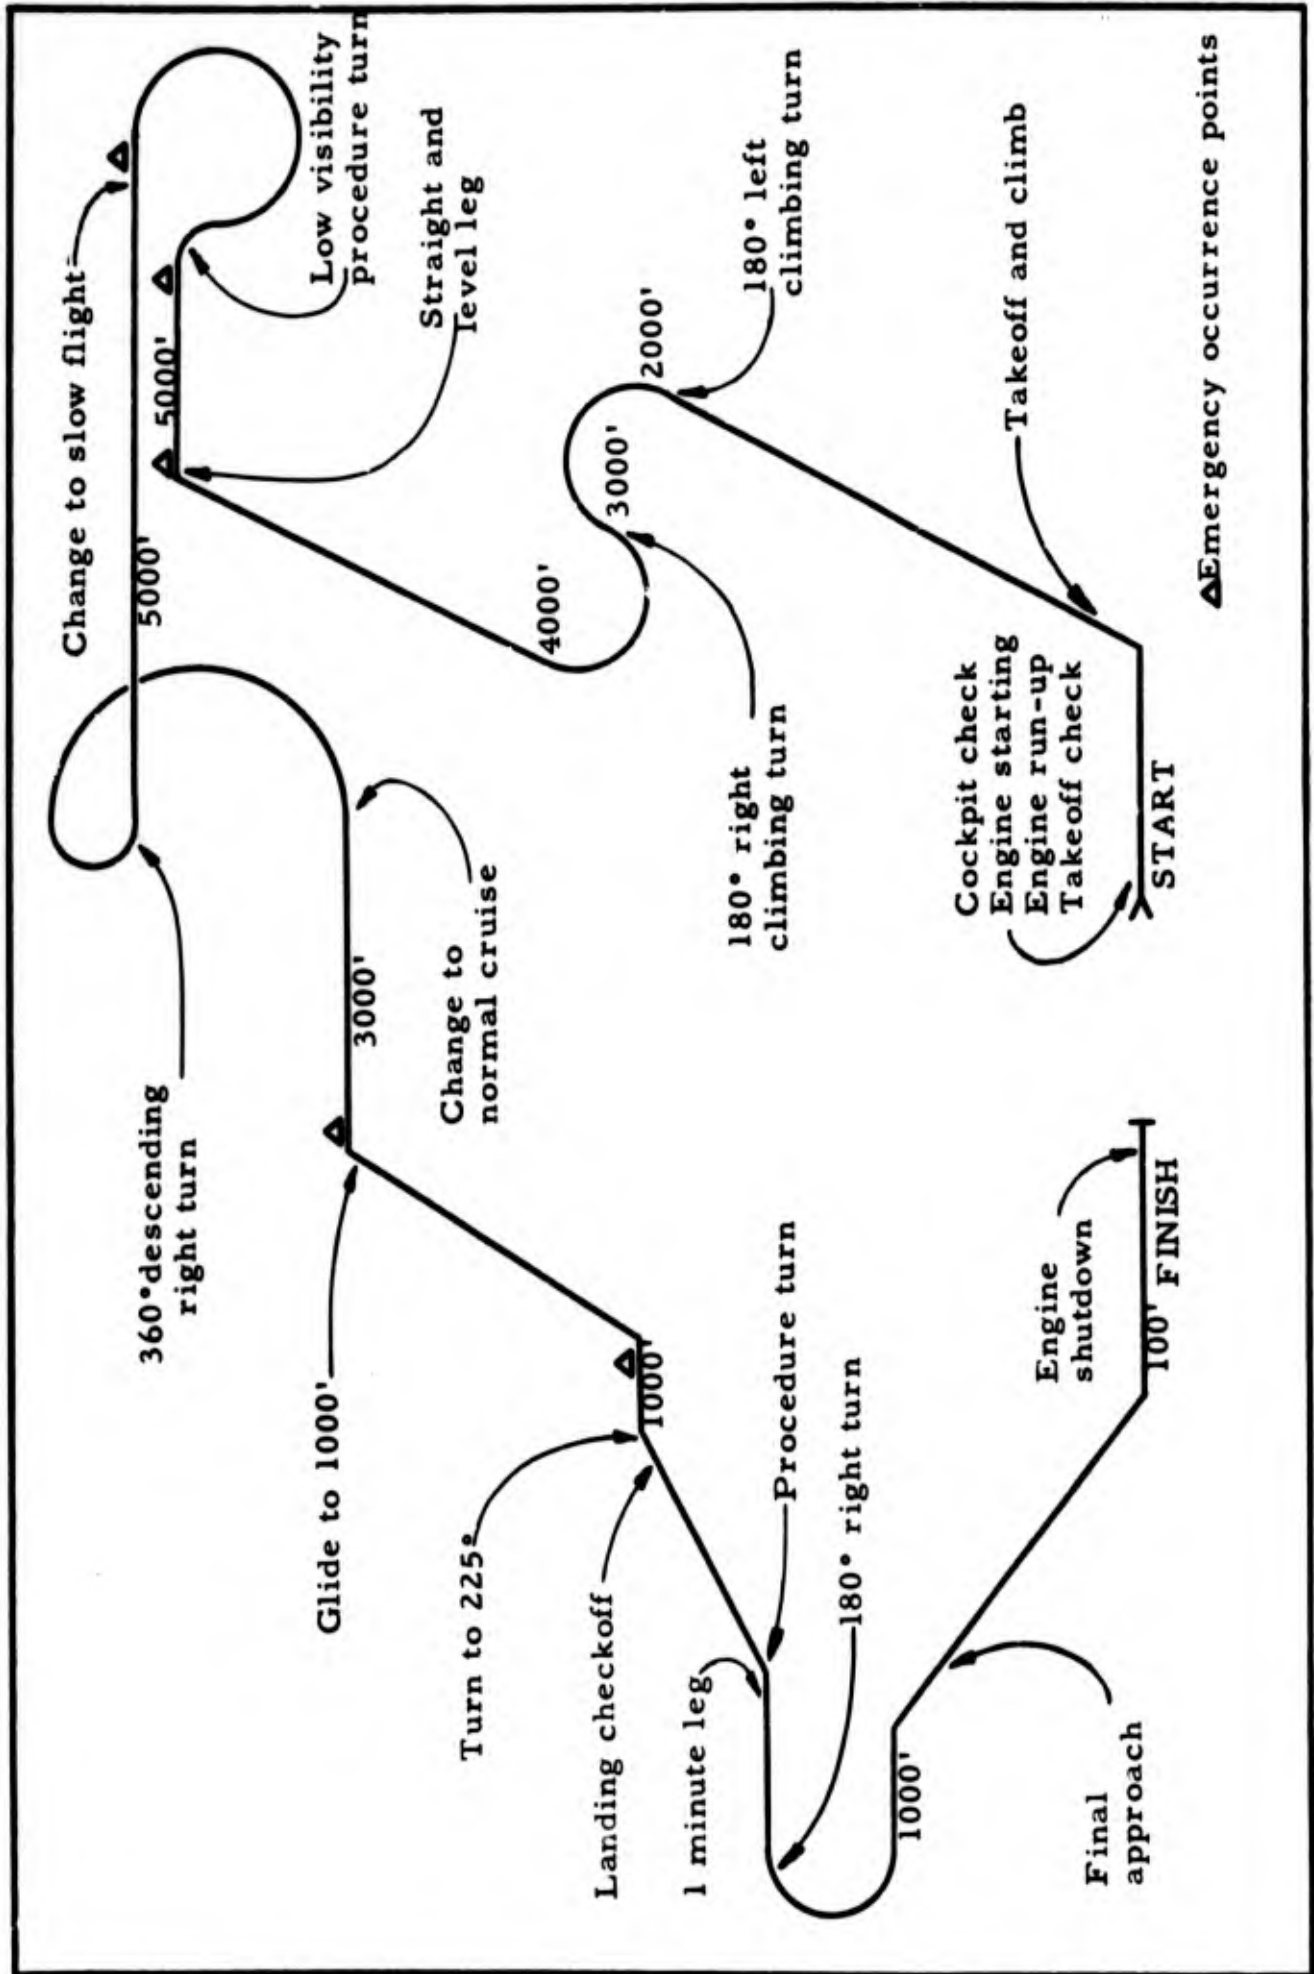 Change to slow flight
5000'
5000'
Low visibility
procedure turn
Straight and
level leg
360° descending
right turn
3000'
Change to
normal cruise
4000'
3000'
2000'
180° left
climbing turn
180° right
climbing turn
Glide to 1000'
1000'
Turn to 225°
Landing checkoff
1 minute leg
Procedure turn
180° right turn
1000'
Final
approach
Engine
shutdown
100' FINISH
Cockpit check
Engine starting
Engine run-up
Takeoff check
START
Takeoff and climb
Emergency occurrence points